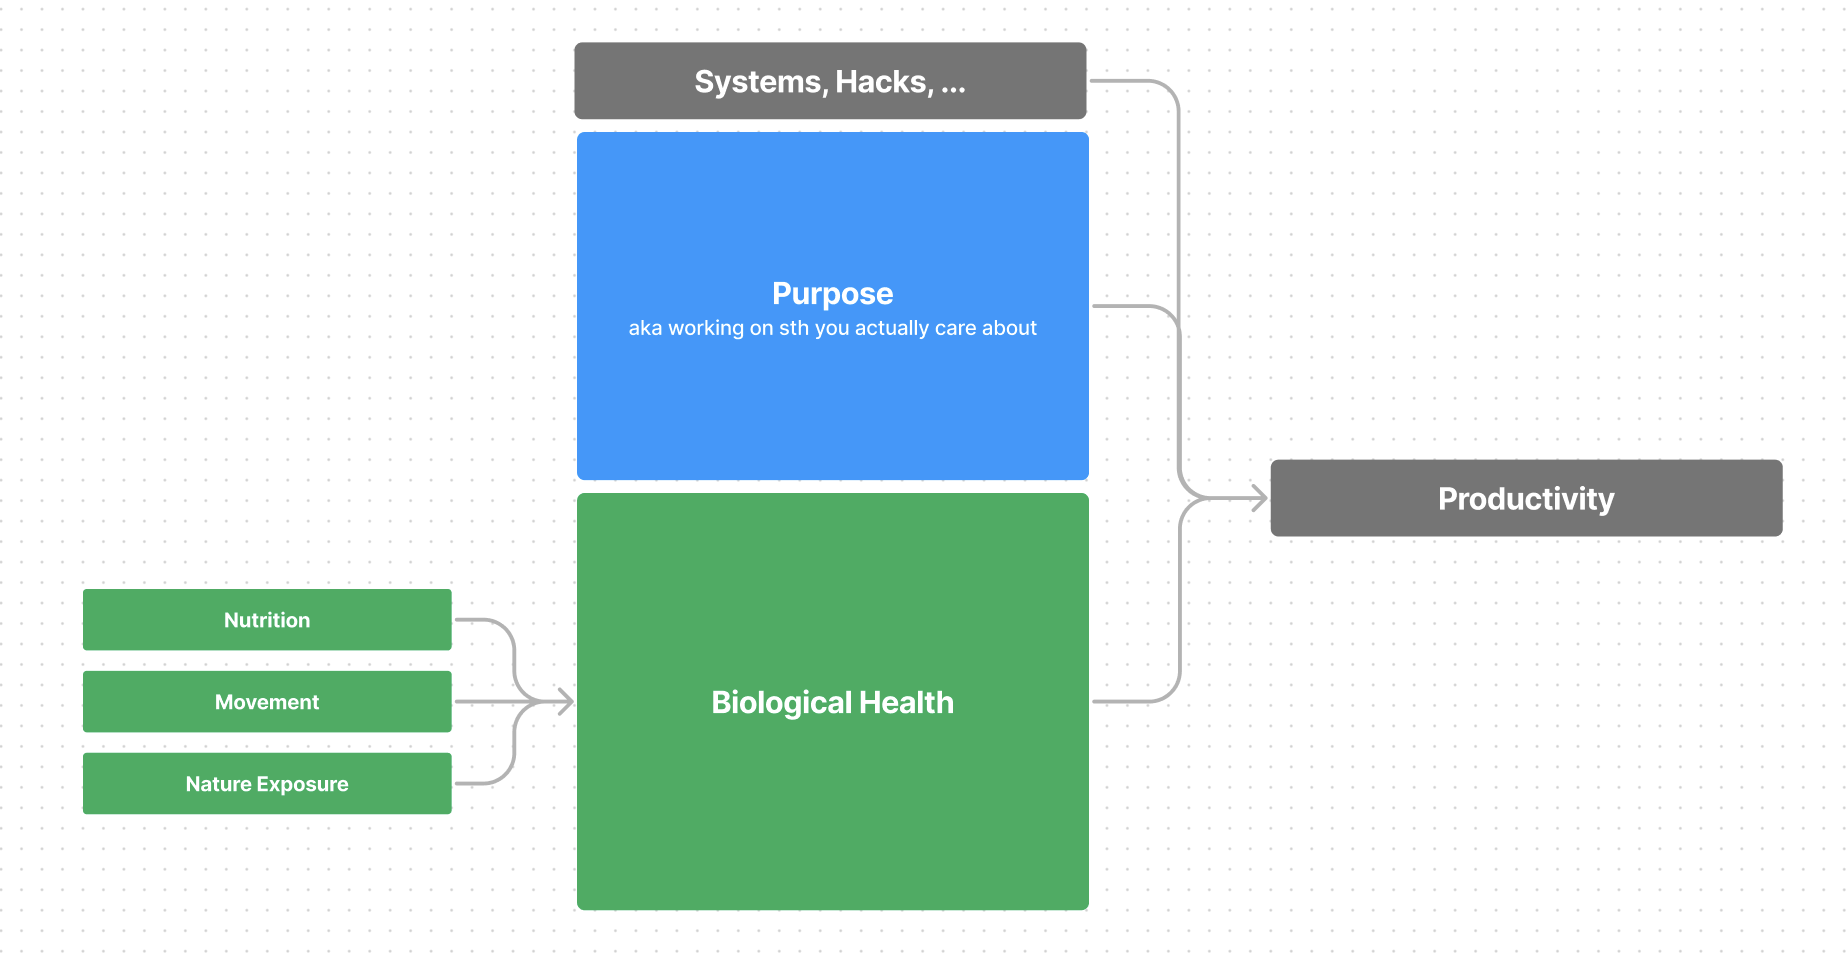 Systems, Hacks, ...
Purpose
aka working on sth you actually care about
Productivity
Nutrition
Movement
Nature Exposure
Biological Health